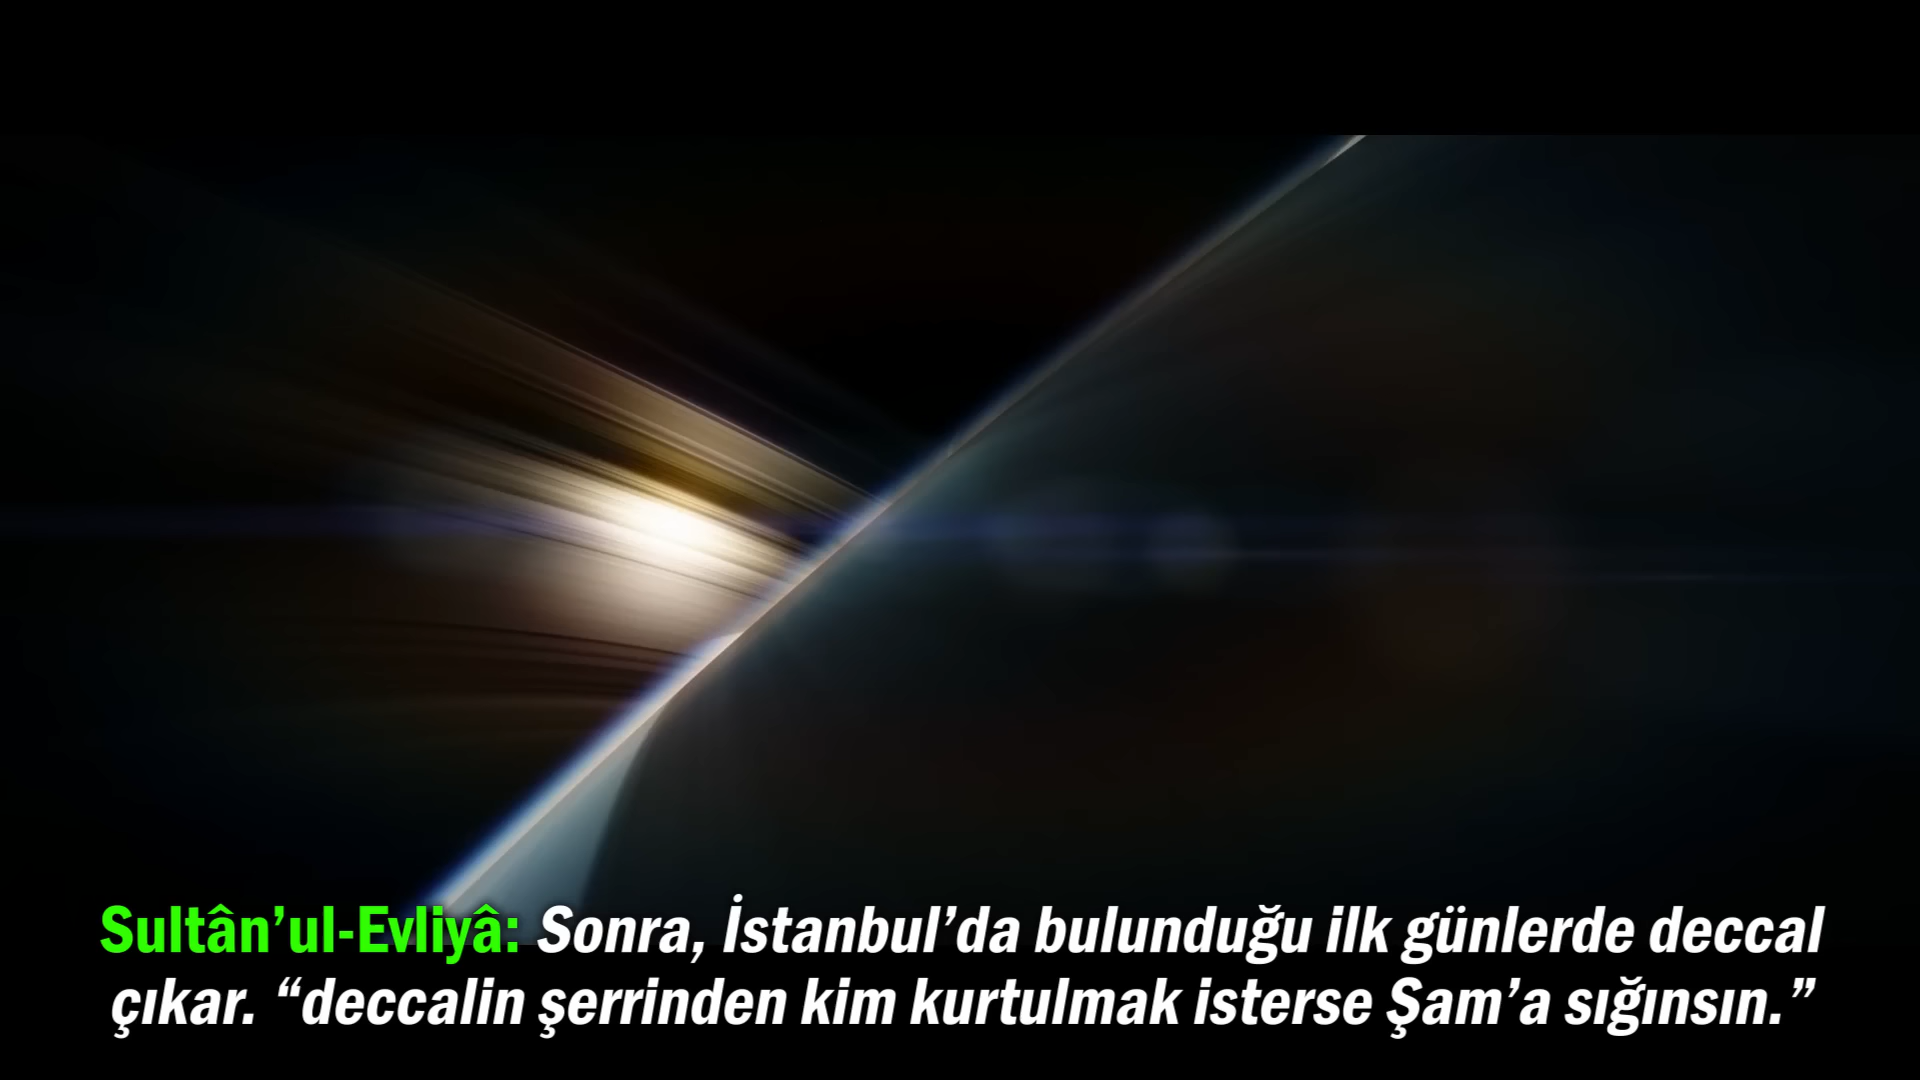 Sultân’ul-Evliyâ: Sonra, İstanbul’da bulunduğu ilk günlerde deccal
çıkar. “deccalin şerrinden kim kurtulmak isterse Şam’a sığınsın.”